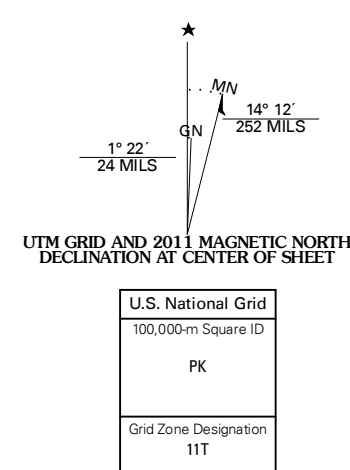 MN
GN
14° 12´
252 MILS
1° 22´
24 MILS
UTM GRID AND 2011 MAGNETIC NORTH
DECLINATION AT CENTER OF SHEET
U.S. National Grid
100,000-m Square ID
PK
Grid Zone Designation
11T